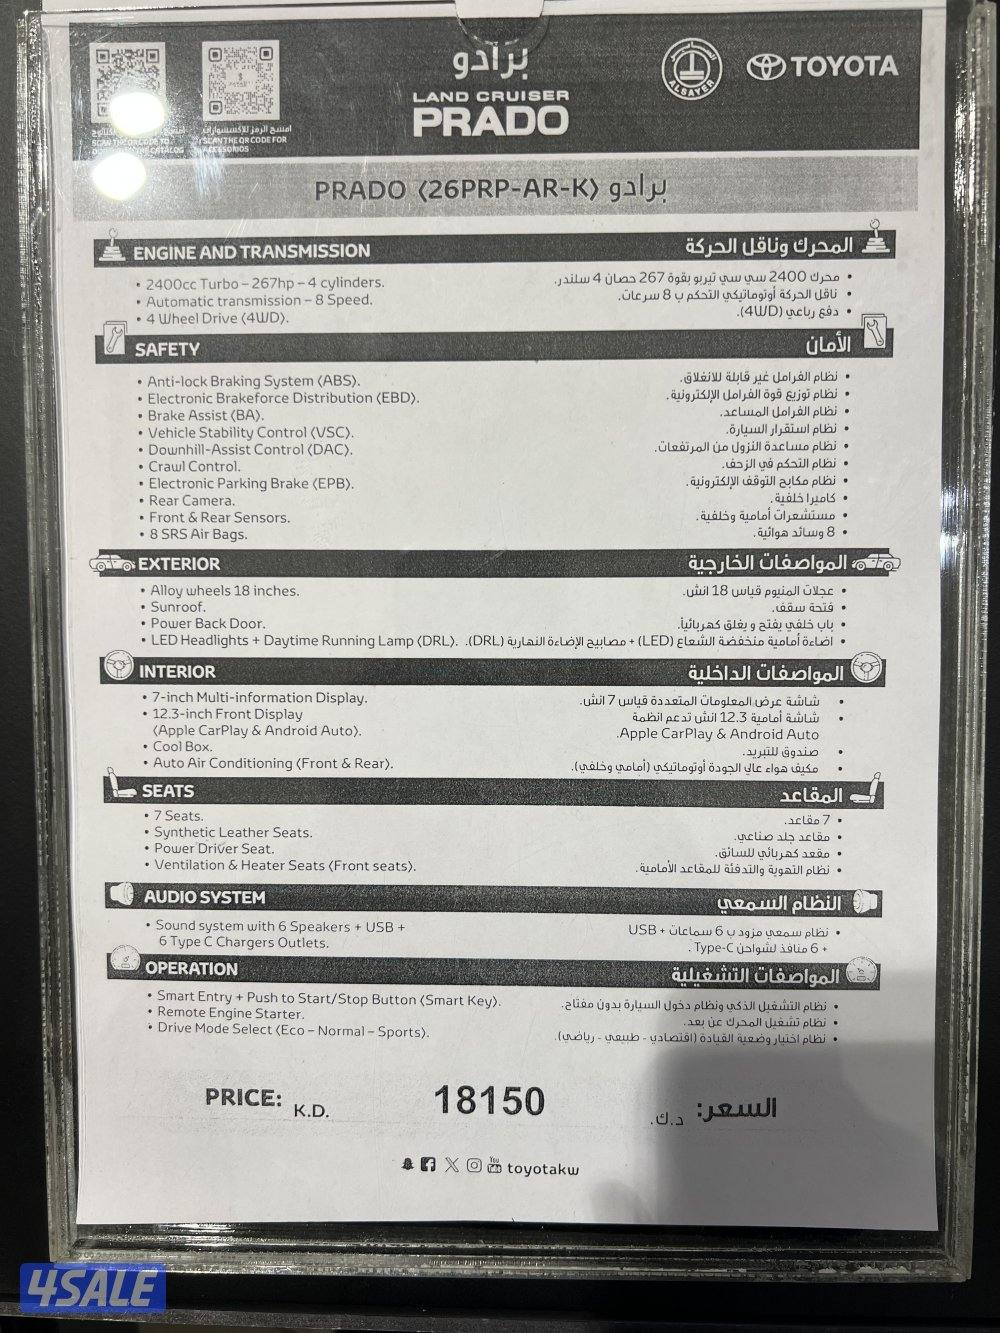 برادو
LAND CRUISER
PRADO
ALSAYER
TOYOTA
امسح الرمز للإكسسوارات
SCAN THE QR CODE FOR
ACCESSORIOS
SCAN THE QR CODE TO
CATALOG
PRADO (26PRP-AR-K) برادو
ENGINE AND TRANSMISSION المحرك وناقل الحركة
• 2400cc Turbo – 267hp – 4 cylinders. • محرك 2400 سي سي تيربو بقوة 267 حصان 4 سلندر.
• Automatic transmission – 8 Speed. • ناقل الحركة أوتوماتيكي التحكم ب 8 سرعات.
• 4 Wheel Drive (4WD). • دفع رباعي (4WD).
SAFETY الأمان
• Anti-lock Braking System (ABS). • نظام الفرامل غير قابلة للانغلاق.
• Electronic Brakeforce Distribution (EBD). • نظام توزيع قوة الفرامل الإلكترونية.
• Brake Assist (BA). • نظام الفرامل المساعد.
• Vehicle Stability Control (VSC). • نظام استقرار السيارة.
• Downhill-Assist Control (DAC). • نظام مساعدة النزول من المرتفعات.
• Crawl Control. • نظام التحكم في الزحف.
• Electronic Parking Brake (EPB). • نظام مكابح التوقف الإلكترونية.
• Rear Camera. • كاميرا خلفية.
• Front & Rear Sensors. • مستشعرات أمامية وخلفية.
• 8 SRS Air Bags. • 8 وسائد هوائية.
EXTERIOR المواصفات الخارجية
• Alloy wheels 18 inches. • عجلات المنيوم قياس 18 انش.
• Sunroof. • فتحة سقف.
• Power Back Door. • باب خلفي يفتح و يغلق كهربائياً.
• LED Headlights + Daytime Running Lamp (DRL). • اضاءة أمامية منخفضة الشعاع (LED) + مصابيح الإضاءة النهارية (DRL).
INTERIOR المواصفات الداخلية
• 7-inch Multi-information Display. • شاشة عرض المعلومات المتعددة قياس 7 انش.
• 12.3-inch Front Display • شاشة أمامية 12.3 انش تدعم انظمة
(Apple CarPlay & Android Auto). Apple CarPlay & Android Auto.
• Cool Box. • صندوق للتبريد.
• Auto Air Conditioning (Front & Rear). • مكيف هواء عالي الجودة أوتوماتيكي (أمامي وخلفي).
SEATS المقاعد
• 7 Seats. • 7 مقاعد.
• Synthetic Leather Seats. • مقاعد جلد صناعي.
• Power Driver Seat. • مقعد كهربائي للسائق.
• Ventilation & Heater Seats (Front seats). • نظام التهوية والتدفئة للمقاعد الأمامية.
AUDIO SYSTEM النظام السمعي
• Sound system with 6 Speakers + USB + • نظام سمعي مزود ب 6 سماعات + USB
6 Type C Chargers Outlets. + 6 منافذ لشواحن Type-C .
OPERATION المواصفات التشغيلية
• Smart Entry + Push to Start/Stop Button (Smart Key). • نظام التشغيل الذكي ونظام دخول السيارة بدون مفتاح.
• Remote Engine Starter. • نظام تشغيل المحرك عن بعد.
• Drive Mode Select (Eco – Normal – Sports). • نظام اختيار وضعية القيادة (اقتصادي - طبيعي - رياضي).
PRICE: K.D. 18150 السعر: د.ك.
You toyotakw
4SALE